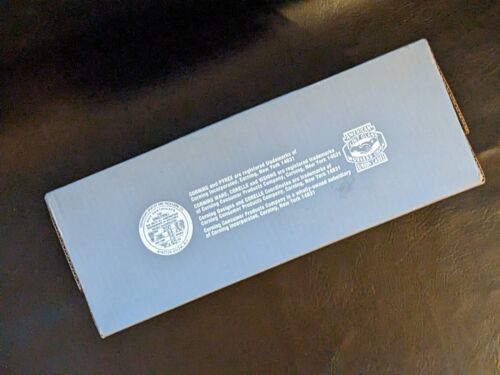 CORNING and PYREX are registered trademarks of
Corning Incorporated, Corning, New York 14831
CORNING WARE, CORELLE and VISIONS are registered trademarks
of Corning Consumer Products Company, Corning, New York 14831
Corning Designs and CORELLE Coordinates are trademarks of
Corning Consumer Products Company, Corning, New York 14831
Corning Consumer Products Company is a wholly-owned subsidiary
of Corning Incorporated, Corning, New York 14831
AMERICAN